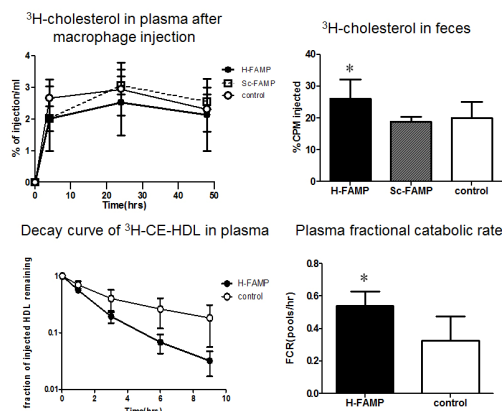 ³H-cholesterol in plasma after
macrophage injection
H-FAMP
Sc-FAMP
control
% of injection/ml
4
3
2
1
0
0 10 20 30 40 50
Time(hrs)
³H-cholesterol in feces
*
%CPM injected
40
30
20
10
0
H-FAMP Sc-FAMP control
Decay curve of ³H-CE-HDL in plasma
H-FAMP
control
fraction of injected HDL remaining
1
0.1
0.01
0 2 4 6 8 10
Time(hrs)
Plasma fractional catabolic rate
*
FCR(pools/hr)
0.8
0.6
0.4
0.2
0.0
H-FAMP control